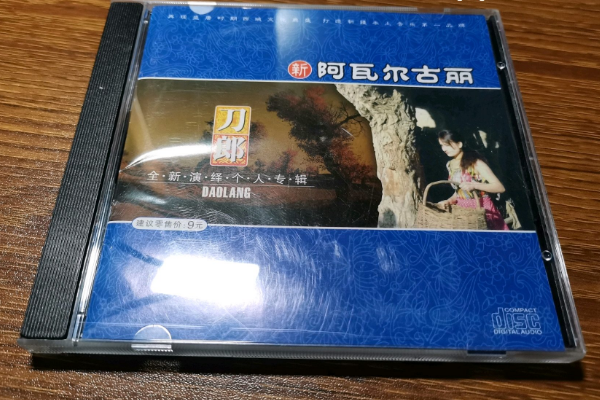 新 阿瓦尔古丽
刀郎
全·新·演·绎·个·人·专·辑
DAOLANG
建议零售价:9元
COMPACT
disc
DIGITAL AUDIO